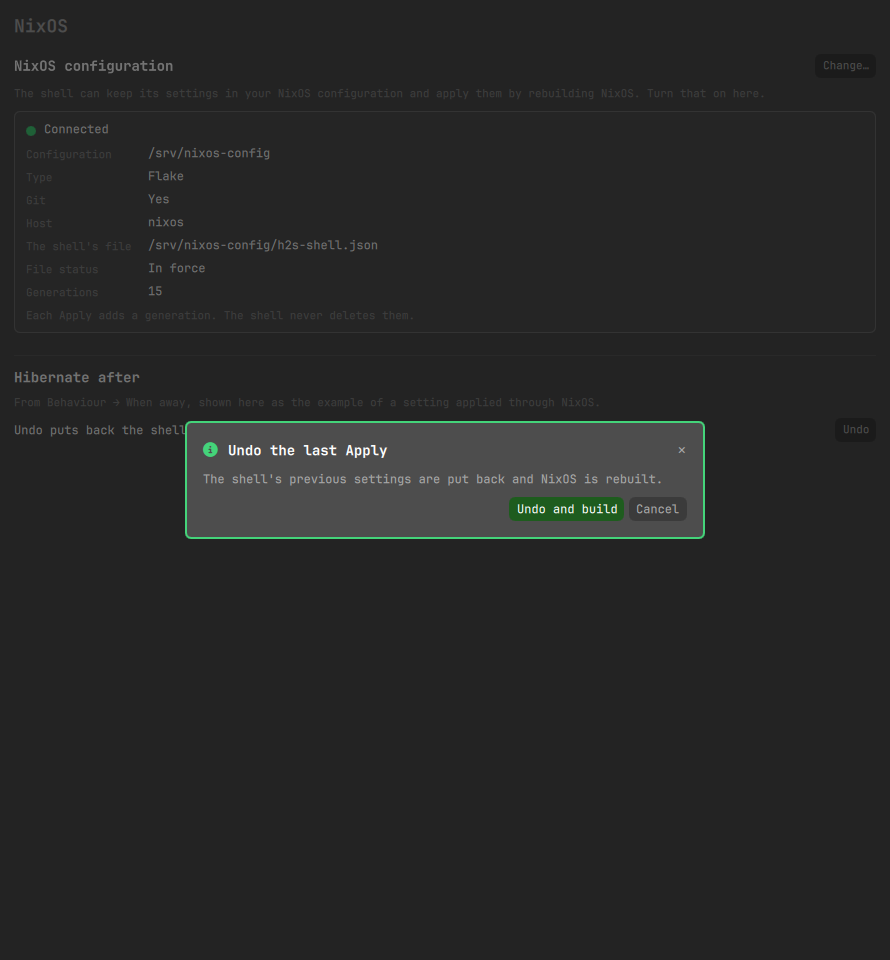 NixOS
NixOS configuration
Change…
The shell can keep its settings in your NixOS configuration and apply them by rebuilding NixOS. Turn that on here.
Connected
Configuration /srv/nixos-config
Type Flake
Git Yes
Host nixos
The shell's file /srv/nixos-config/h2s-shell.json
File status In force
Generations 15
Each Apply adds a generation. The shell never deletes them.
Hibernate after
From Behaviour → When away, shown here as the example of a setting applied through NixOS.
Undo puts back the shell
Undo
Undo the last Apply
×
The shell's previous settings are put back and NixOS is rebuilt.
Undo and build
Cancel